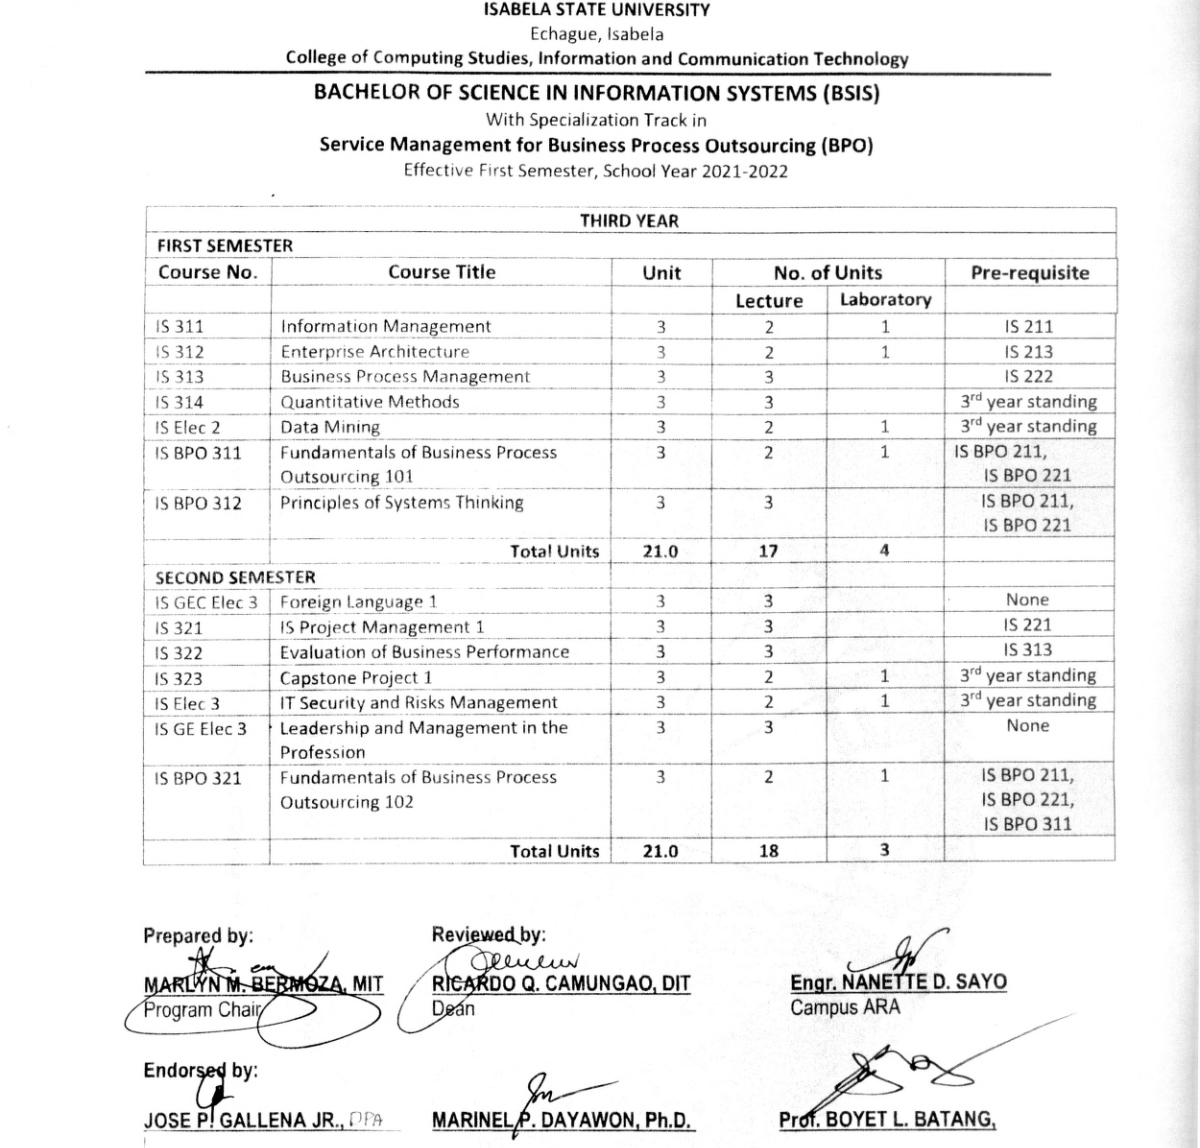 ISABELA STATE UNIVERSITY
Echague, Isabela
College of Computing Studies, Information and Communication Technology
BACHELOR OF SCIENCE IN INFORMATION SYSTEMS (BSIS)
With Specialization Track in
Service Management for Business Process Outsourcing (BPO)
Effective First Semester, School Year 2021-2022
THIRD YEAR
FIRST SEMESTER
Course No. Course Title Unit No. of Units Pre-requisite
Lecture Laboratory
IS 311 Information Management 3 2 1 IS 211
IS 312 Enterprise Architecture 3 2 1 IS 213
IS 313 Business Process Management 3 3 IS 222
IS 314 Quantitative Methods 3 3 3rd year standing
IS Elec 2 Data Mining 3 2 1 3rd year standing
IS BPO 311 Fundamentals of Business Process 3 2 1 IS BPO 211,
Outsourcing 101 IS BPO 221
IS BPO 312 Principles of Systems Thinking 3 3 IS BPO 211,
IS BPO 221
Total Units 21.0 17 4
SECOND SEMESTER
IS GEC Elec 3 Foreign Language 1 3 3 None
IS 321 IS Project Management 1 3 3 IS 221
IS 322 Evaluation of Business Performance 3 3 IS 313
IS 323 Capstone Project 1 3 2 1 3rd year standing
IS Elec 3 IT Security and Risks Management 3 2 1 3rd year standing
IS GE Elec 3 Leadership and Management in the 3 3 None
Profession
IS BPO 321 Fundamentals of Business Process 3 2 1 IS BPO 211,
Outsourcing 102 IS BPO 221,
IS BPO 311
Total Units 21.0 18 3
Prepared by: Reviewed by:
MARLYN M. BERMOZA, MIT RICARDO Q. CAMUNGAO, DIT Engr. NANETTE D. SAYO
Program Chair Dean Campus ARA
Endorsed by:
JOSE P. GALLENA JR., DPA MARINEL P. DAYAWON, Ph.D. Prof. BOYET L. BATANG,